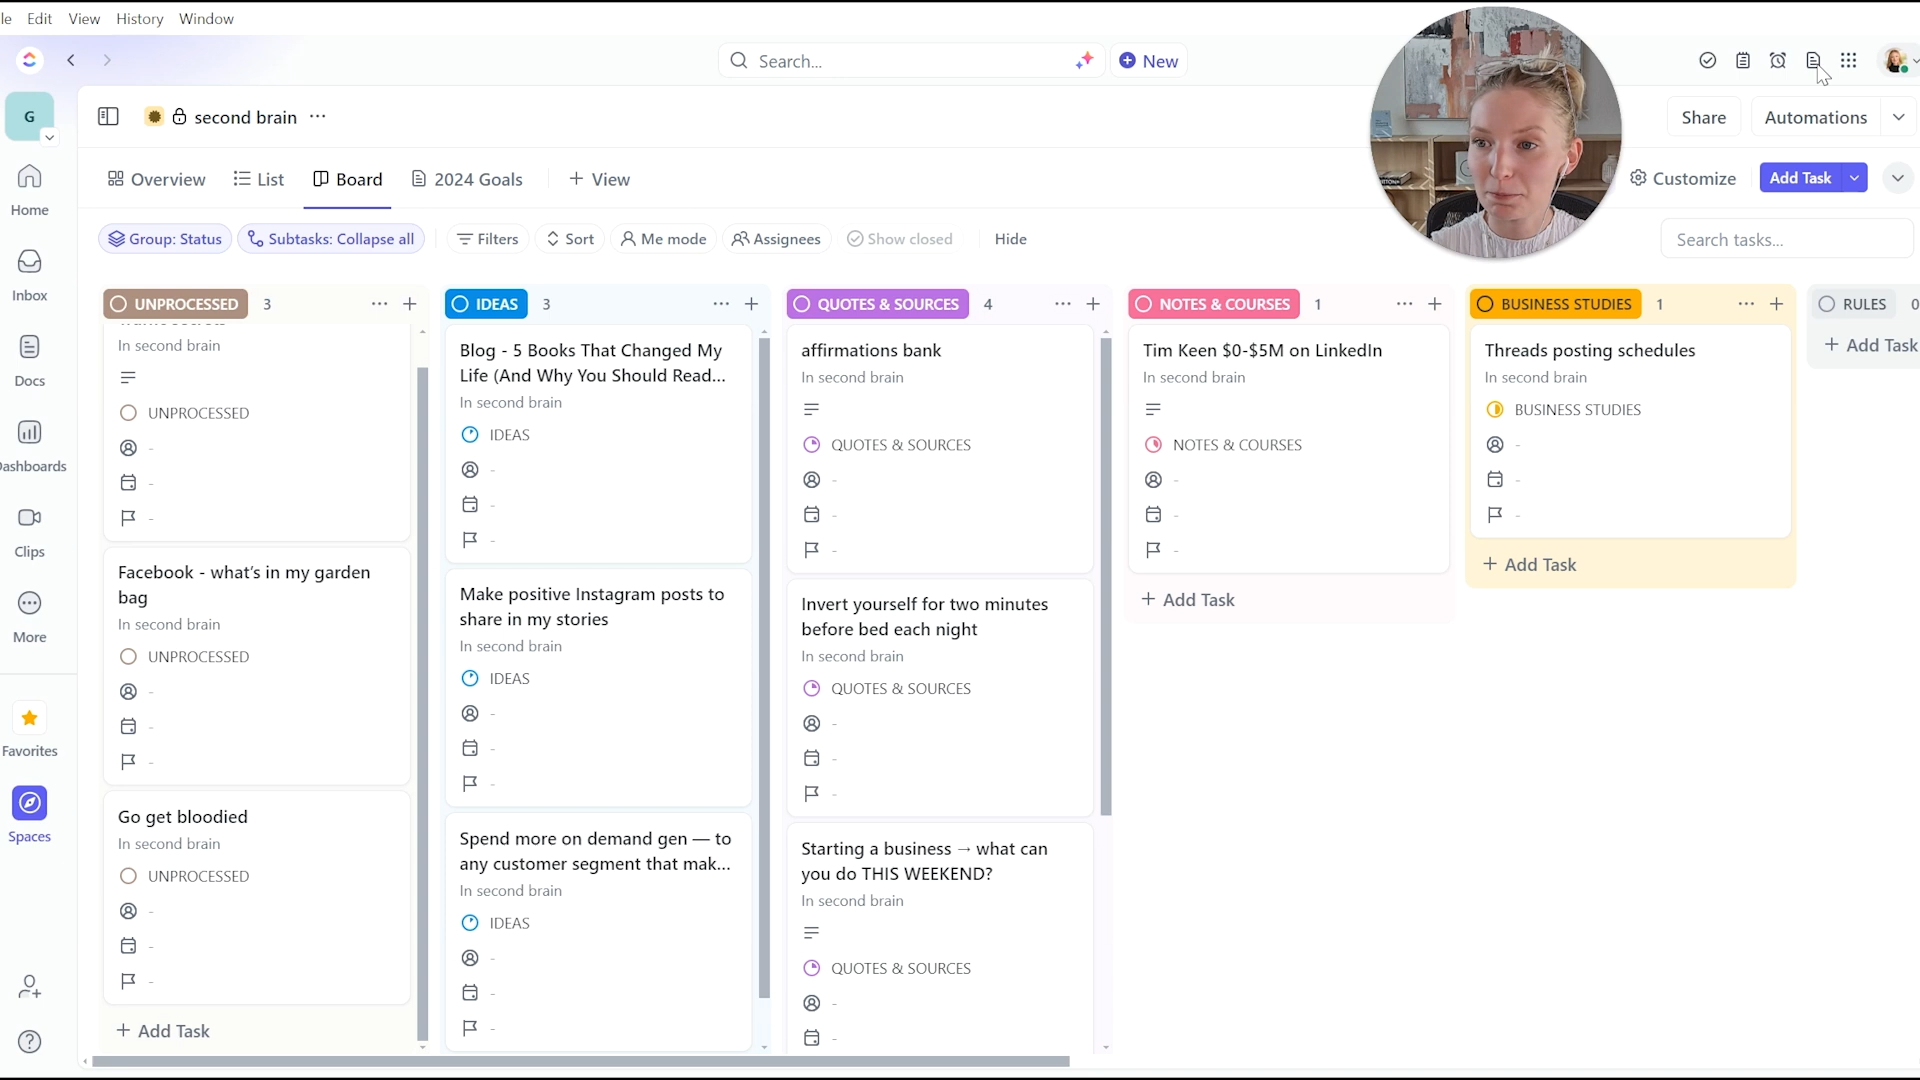 Edit View History Window
Search...
New
G
second brain
Share
Automations
Overview
List
Board
2024 Goals
View
Customize
Add Task
Group: Status
Subtasks: Collapse all
Filters
Sort
Me mode
Assignees
Show closed
Hide
Search tasks...
Home
Inbox
Docs
Dashboards
Clips
More
Favorites
Spaces
UNPROCESSED 3
In second brain
UNPROCESSED
-
-
-
Facebook - what's in my garden
bag
In second brain
UNPROCESSED
-
-
-
Go get bloodied
In second brain
UNPROCESSED
-
-
-
Add Task
IDEAS 3
Blog - 5 Books That Changed My
Life (And Why You Should Read...
In second brain
IDEAS
-
-
-
Make positive Instagram posts to
share in my stories
In second brain
IDEAS
-
-
-
Spend more on demand gen — to
any customer segment that mak...
In second brain
IDEAS
-
-
-
QUOTES & SOURCES 4
affirmations bank
In second brain
QUOTES & SOURCES
-
-
-
Invert yourself for two minutes
before bed each night
In second brain
QUOTES & SOURCES
-
-
-
Starting a business → what can
you do THIS WEEKEND?
In second brain
QUOTES & SOURCES
-
-
NOTES & COURSES 1
Tim Keen $0-$5M on LinkedIn
In second brain
NOTES & COURSES
-
-
-
Add Task
BUSINESS STUDIES 1
Threads posting schedules
In second brain
BUSINESS STUDIES
-
-
-
Add Task
RULES 0
Add Task